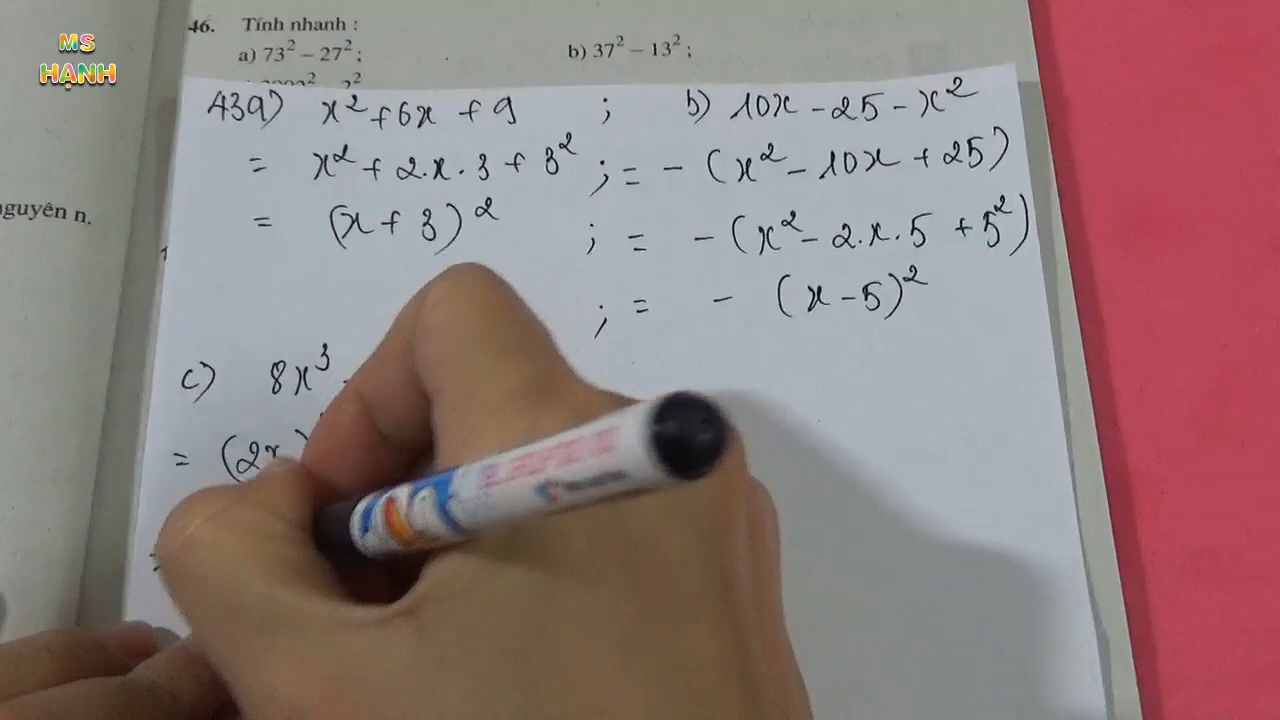 MS
HẠNH
46. Tính nhanh :
a) 73² – 27² ; b) 37² – 13² ;
nguyên n.
43a) x² + 6x + 9 ; b) 10x – 25 – x²
= x² + 2.x.3 + 3² ; = – (x² – 10x + 25)
= (x + 3)² ; = – (x² – 2.x.5 + 5²)
; = – (x – 5)²
c) 8x³
= (2x)